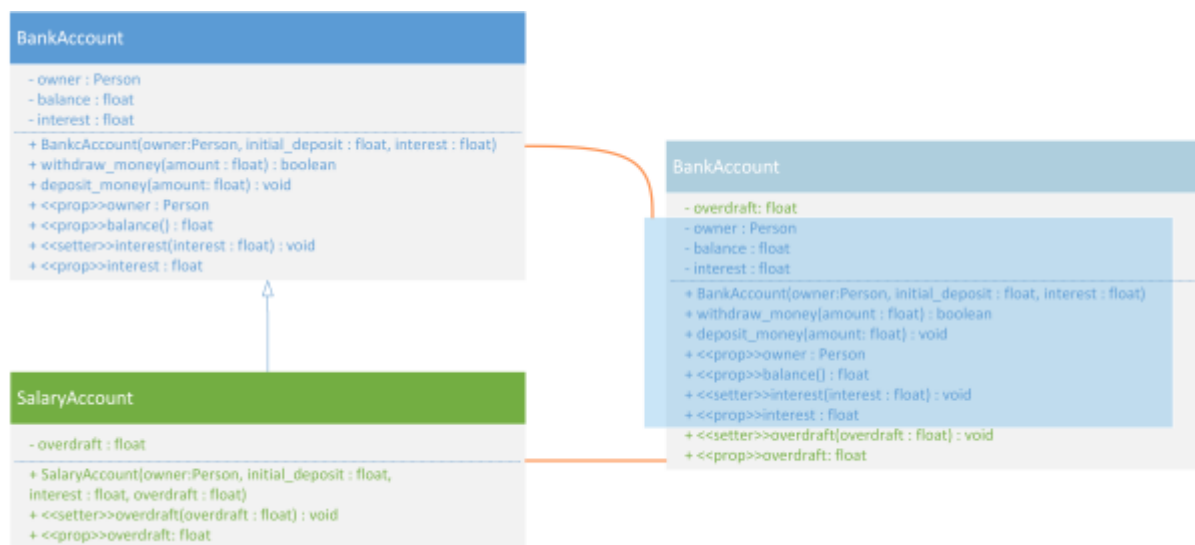 BankAccount
- owner : Person
- balance : float
- interest : float
+ BankcAccount(owner:Person, initial_deposit : float, interest : float)
+ withdraw_money(amount : float) : boolean
+ deposit_money(amount: float) : void
+ <<prop>>owner : Person
+ <<prop>>balance() : float
+ <<setter>>interest(interest : float) : void
+ <<prop>>interest : float
SalaryAccount
- overdraft : float
+ SalaryAccount(owner:Person, initial_deposit : float,
interest : float, overdraft : float)
+ <<setter>>overdraft(overdraft : float) : void
+ <<prop>>overdraft: float
BankAccount
- overdraft: float
- owner : Person
- balance : float
- interest : float
+ BankAccount(owner:Person, initial_deposit : float, interest : float)
+ withdraw_money(amount : float) : boolean
+ deposit_money(amount: float) : void
+ <<prop>>owner : Person
+ <<prop>>balance() : float
+ <<setter>>interest(interest : float) : void
+ <<prop>>interest : float
+ <<setter>>overdraft(overdraft : float) : void
+ <<prop>>overdraft: float